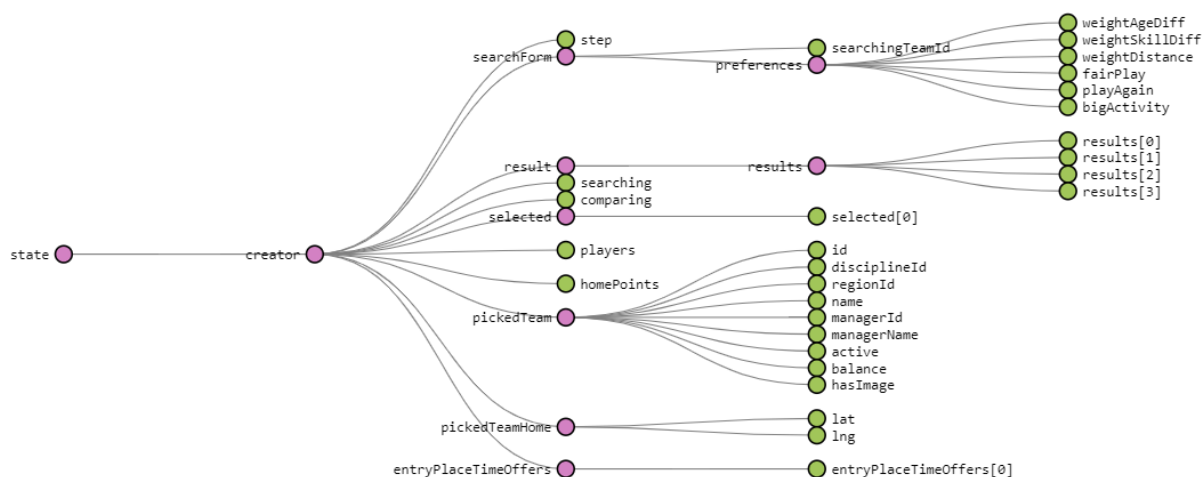 state
creator
step
searchForm
searchingTeamId
preferences
weightAgeDiff
weightSkillDiff
weightDistance
fairPlay
playAgain
bigActivity
result
results
results[0]
results[1]
results[2]
results[3]
searching
comparing
selected
selected[0]
players
homePoints
pickedTeam
id
disciplineId
regionId
name
managerId
managerName
active
balance
hasImage
pickedTeamHome
lat
lng
entryPlaceTimeOffers
entryPlaceTimeOffers[0]